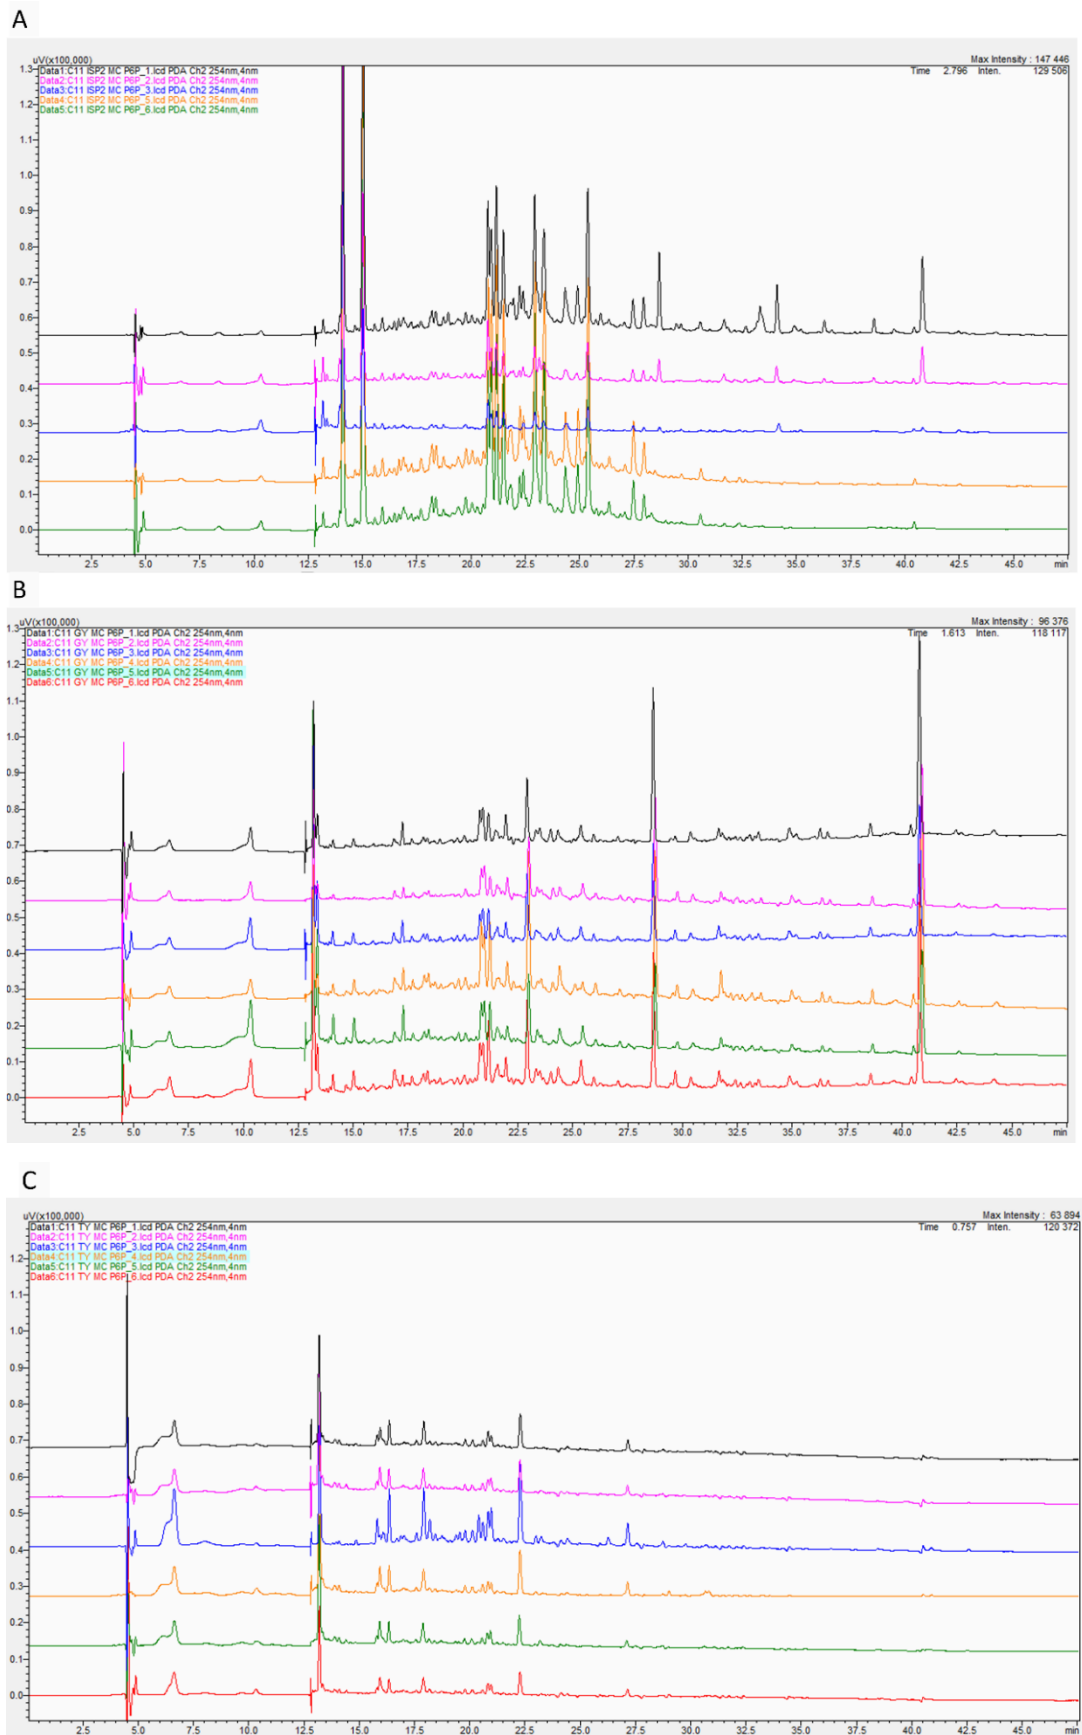 A
uV(x100,000)
Max Intensity : 147 446
Data1:C11 ISP2 MC P6P_1.lcd PDA Ch2 254nm,4nm
Time 2.796 Inten. 129 506
Data2:C11 ISP2 MC P6P_2.lcd PDA Ch2 254nm,4nm
Data3:C11 ISP2 MC P6P_3.lcd PDA Ch2 254nm,4nm
Data4:C11 ISP2 MC P6P_5.lcd PDA Ch2 254nm,4nm
Data5:C11 ISP2 MC P6P_6.lcd PDA Ch2 254nm,4nm
1.3
1.2
1.1
1.0
0.9
0.8
0.7
0.6
0.5
0.4
0.3
0.2
0.1
0.0
2.5 5.0 7.5 10.0 12.5 15.0 17.5 20.0 22.5 25.0 27.5 30.0 32.5 35.0 37.5 40.0 42.5 45.0 min
B
uV(x100,000)
Max Intensity : 96 376
Data1:C11 GY MC P6P_1.lcd PDA Ch2 254nm,4nm
Time 1.613 Inten. 118 117
Data2:C11 GY MC P6P_2.lcd PDA Ch2 254nm,4nm
Data3:C11 GY MC P6P_3.lcd PDA Ch2 254nm,4nm
Data4:C11 GY MC P6P_4.lcd PDA Ch2 254nm,4nm
Data5:C11 GY MC P6P_5.lcd PDA Ch2 254nm,4nm
Data6:C11 GY MC P6P_6.lcd PDA Ch2 254nm,4nm
1.3
1.2
1.1
1.0
0.9
0.8
0.7
0.6
0.5
0.4
0.3
0.2
0.1
0.0
2.5 5.0 7.5 10.0 12.5 15.0 17.5 20.0 22.5 25.0 27.5 30.0 32.5 35.0 37.5 40.0 42.5 45.0 min
C
uV(x100,000)
Max Intensity : 63 894
Data1:C11 TY MC P6P_1.lcd PDA Ch2 254nm,4nm
Time 0.757 Inten. 120 372
Data2:C11 TY MC P6P_2.lcd PDA Ch2 254nm,4nm
Data3:C11 TY MC P6P_3.lcd PDA Ch2 254nm,4nm
Data4:C11 TY MC P6P_4.lcd PDA Ch2 254nm,4nm
Data5:C11 TY MC P6P_5.lcd PDA Ch2 254nm,4nm
Data6:C11 TY MC P6P_6.lcd PDA Ch2 254nm,4nm
1.2
1.1
1.0
0.9
0.8
0.7
0.6
0.5
0.4
0.3
0.2
0.1
0.0
2.5 5.0 7.5 10.0 12.5 15.0 17.5 20.0 22.5 25.0 27.5 30.0 32.5 35.0 37.5 40.0 42.5 45.0 min